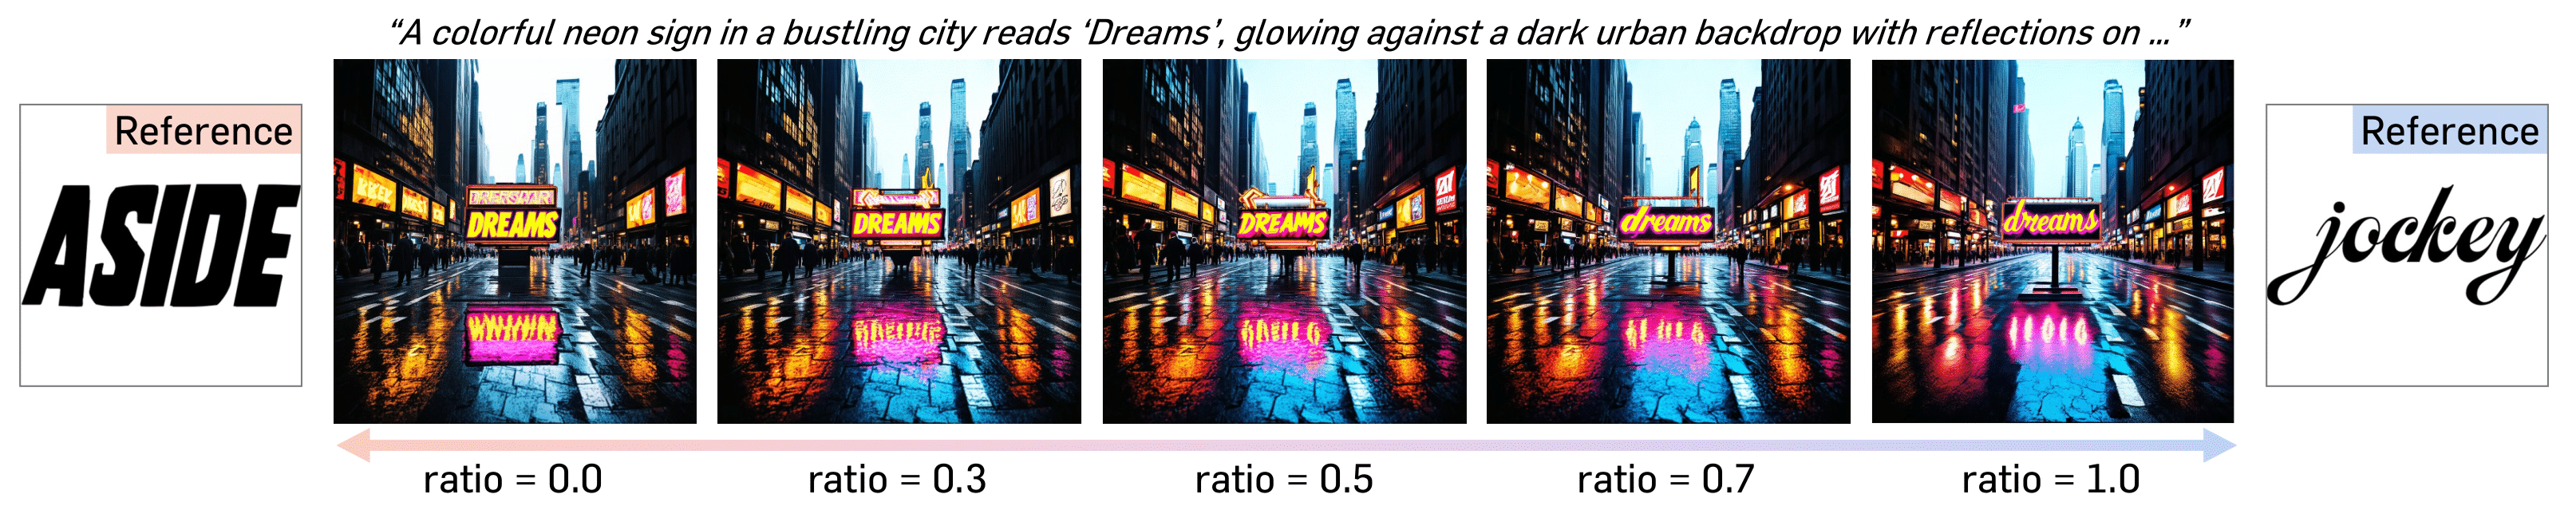 “A colorful neon sign in a bustling city reads ‘Dreams’, glowing against a dark urban backdrop with reflections on ...”
Reference
ASIDE
DREAMS
DREAMS
DREAMS
dreams
dreams
Reference
jockey
ratio = 0.0
ratio = 0.3
ratio = 0.5
ratio = 0.7
ratio = 1.0